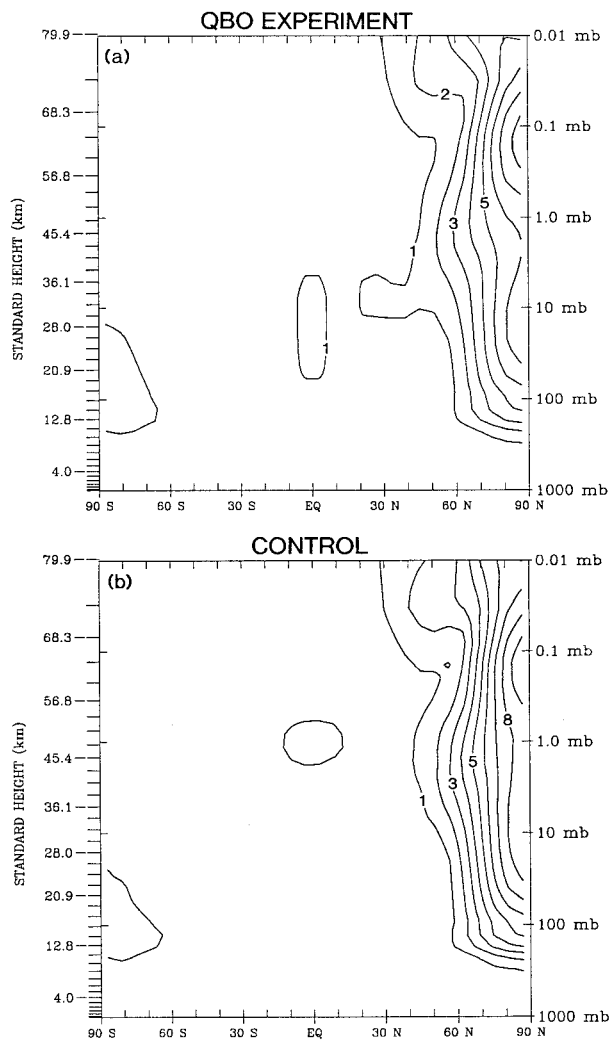 QBO EXPERIMENT
(a)
79.9
68.3
56.8
45.4
36.1
28.0
20.9
12.8
4.0
STANDARD HEIGHT (km)
0.01 mb
0.1 mb
1.0 mb
10 mb
100 mb
1000 mb
2
5
3
1
1
90 S 60 S 30 S EQ 30 N 60 N 90 N
CONTROL
(b)
79.9
68.3
56.8
45.4
36.1
28.0
20.9
12.8
4.0
STANDARD HEIGHT (km)
0.01 mb
0.1 mb
1.0 mb
10 mb
100 mb
1000 mb
8
5
3
1
90 S 60 S 30 S EQ 30 N 60 N 90 N